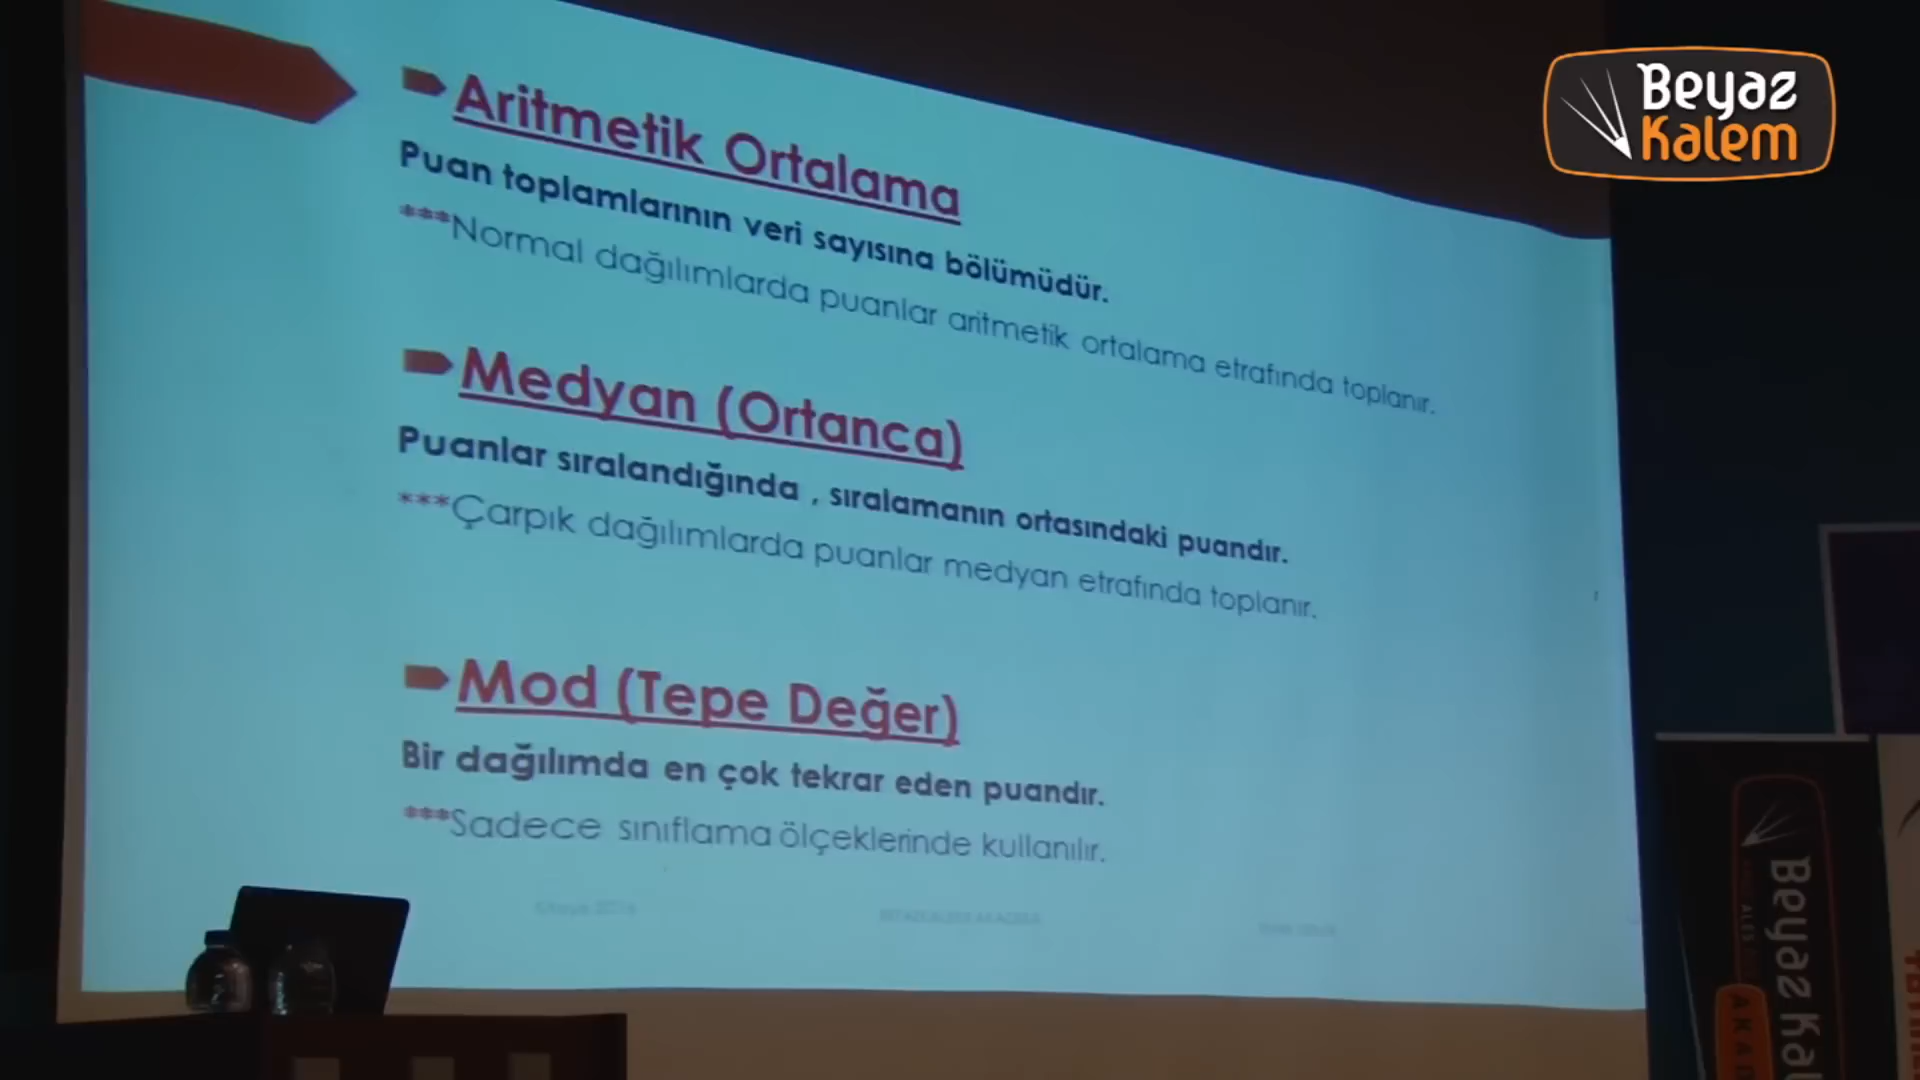 Beyaz
Kalem
Aritmetik Ortalama
Puan toplamlarının veri sayısına bölümüdür.
***Normal dağılımlarda puanlar aritmetik ortalama etrafında toplanır.
Medyan (Ortanca)
Puanlar sıralandığında , sıralamanın ortasındaki puandır.
***Çarpık dağılımlarda puanlar medyan etrafında toplanır.
Mod (Tepe Değer)
Bir dağılımda en çok tekrar eden puandır.
***Sadece sınıflama ölçeklerinde kullanılır.
Beyaz Kal
ALES
AKA